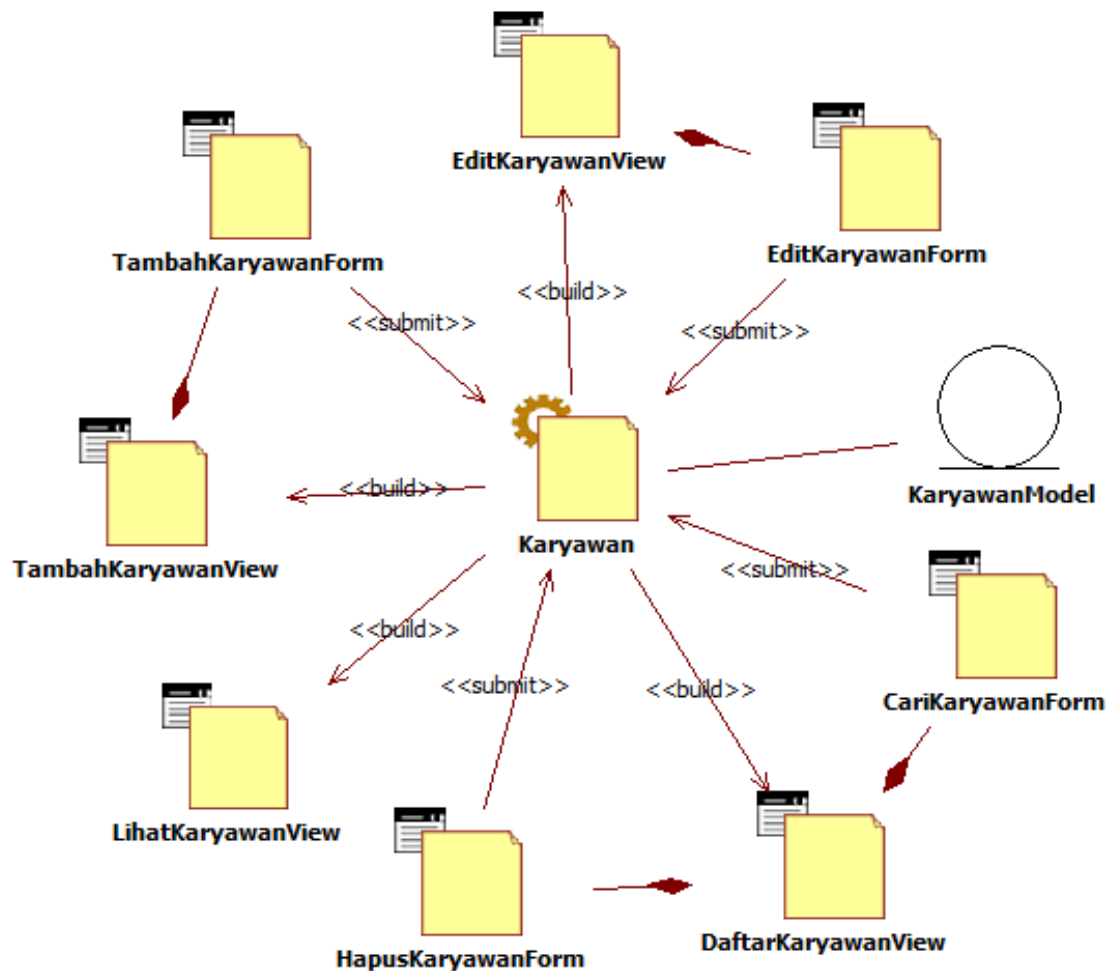 EditKaryawanView
TambahKaryawanForm
EditKaryawanForm
<<build>>
<<submit>>
<<submit>>
KaryawanModel
<<build>>
Karyawan
TambahKaryawanView
<<submit>>
<<build>>
<<submit>>
<<build>>
CariKaryawanForm
LihatKaryawanView
DaftarKaryawanView
HapusKaryawanForm